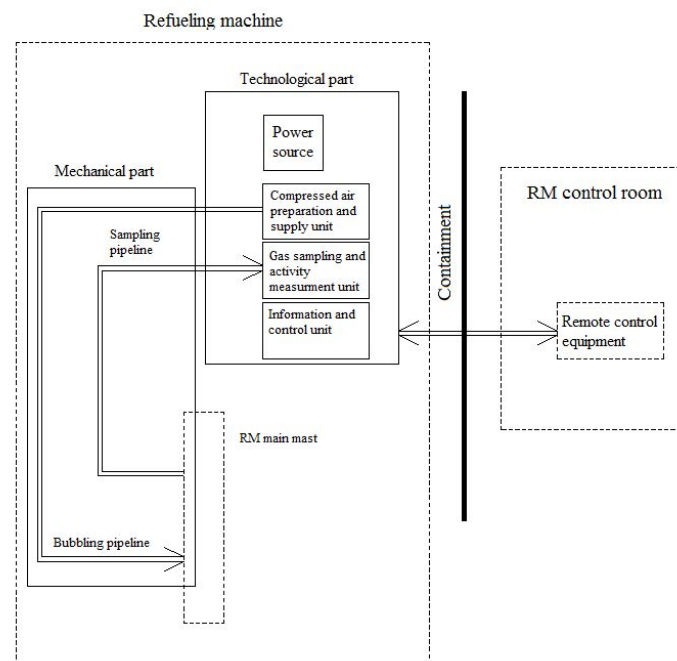 Refueling machine
Technological part
Power
source
Mechanical part
Compressed air
preparation and
supply unit
Sampling
pipeline
Gas sampling and
activity
measurment unit
Information and
control unit
Containment
RM control room
Remote control
equipment
RM main mast
Bubbling pipeline